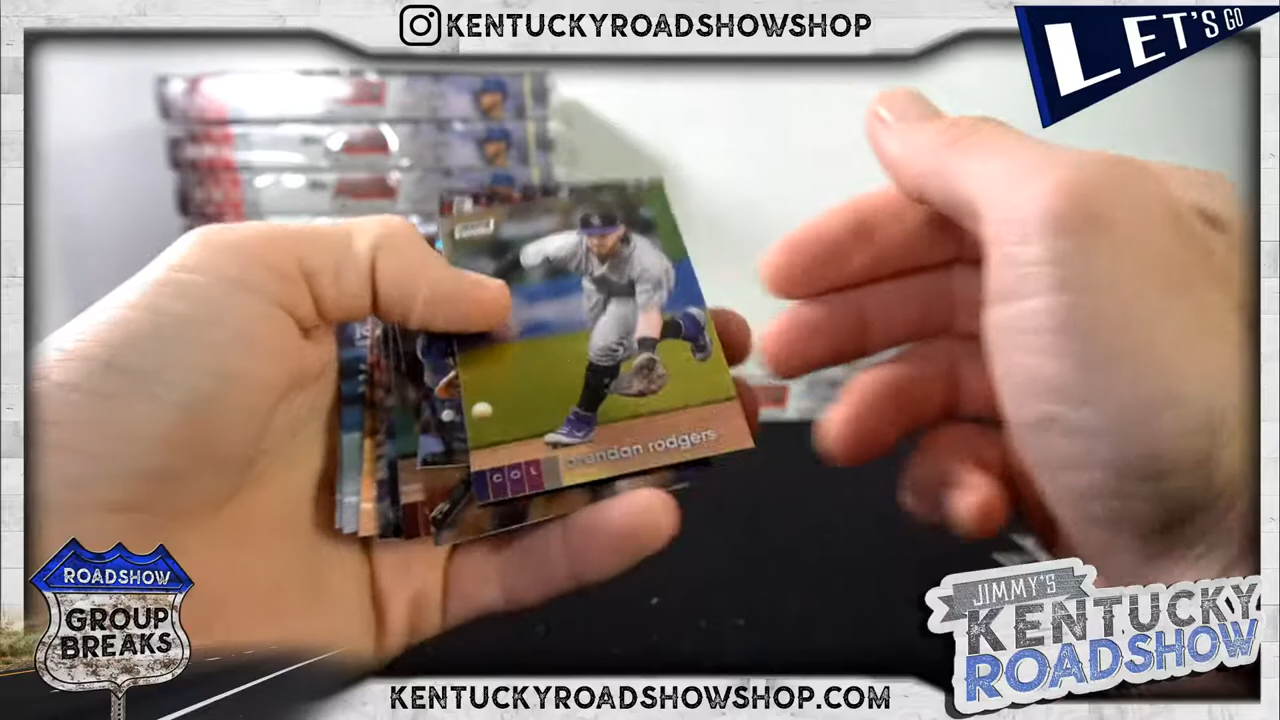 KENTUCKYROADSHOWSHOP
LET'S GO
COL
brendan rodgers
ROADSHOW
GROUP
BREAKS
JIMMY'S
KENTUCKY
ROADSHOW
KENTUCKYROADSHOWSHOP.COM